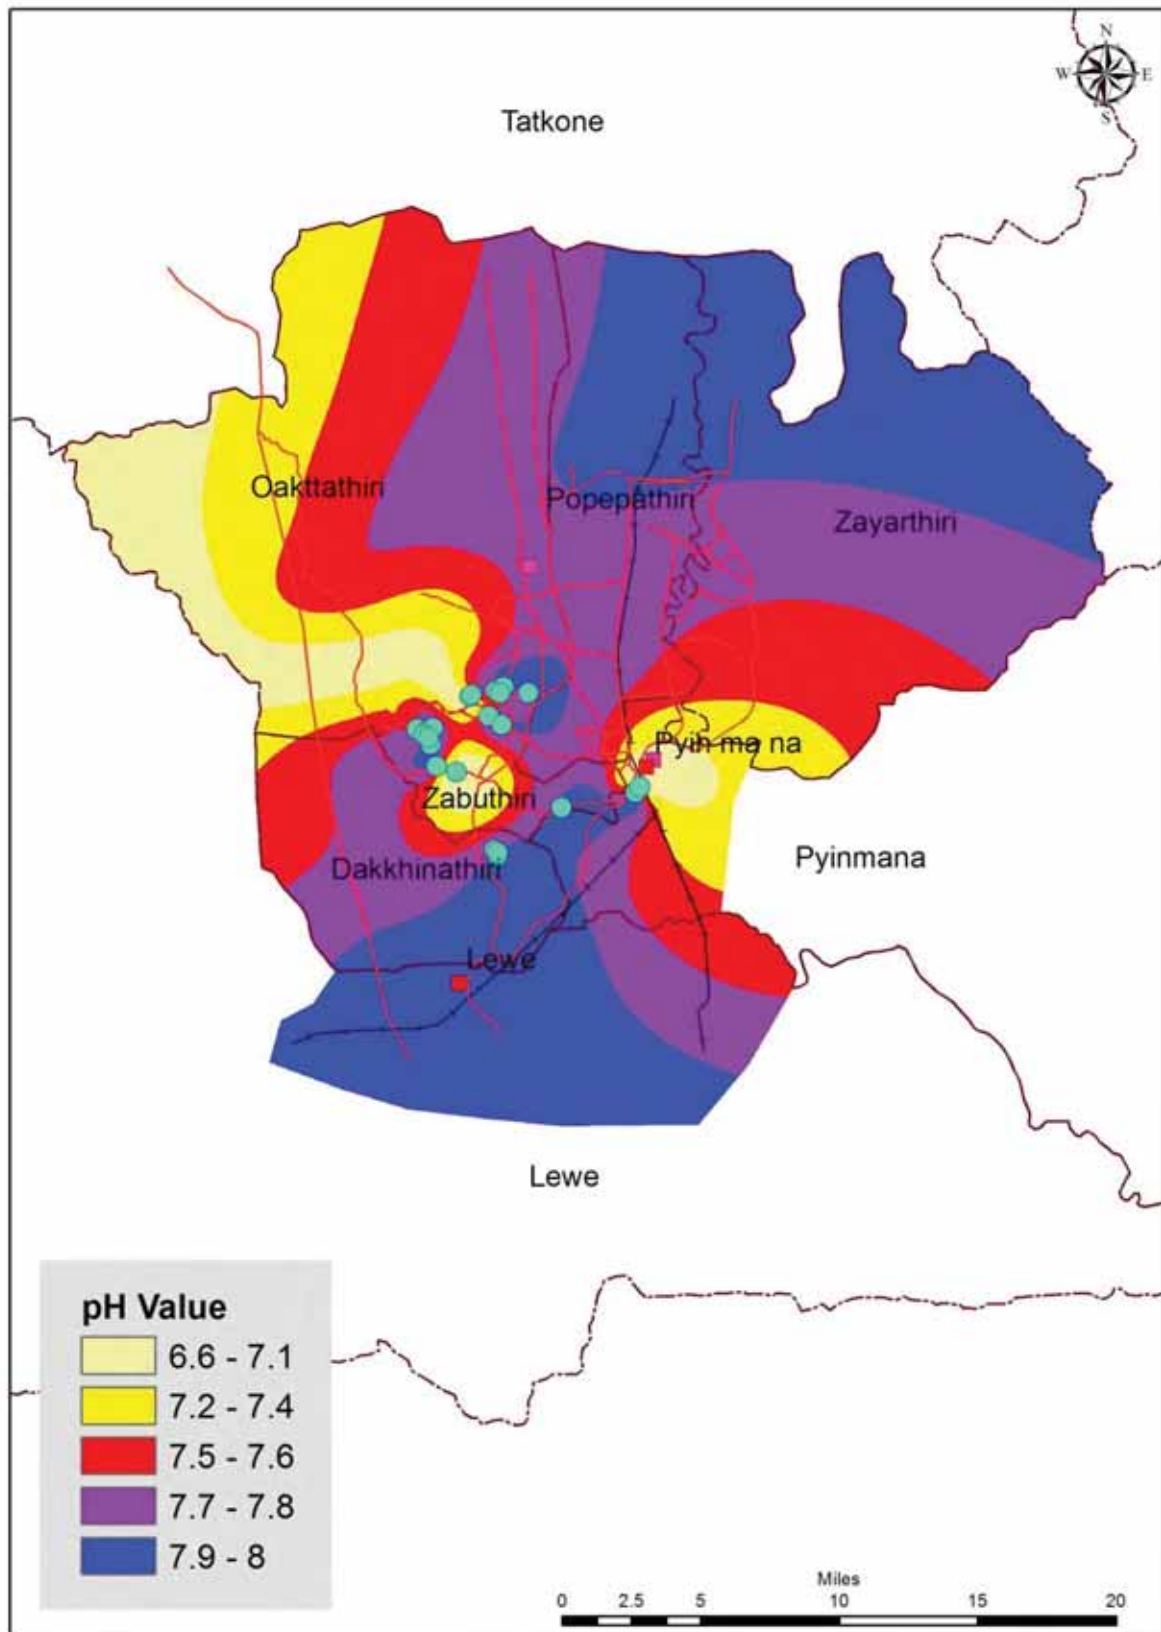 N
W E
S
Tatkone
Oakttathiri
Popepathiri
Zayarthiri
Pyin ma na
Zabuthiri
Pyinmana
Dakkhinathiri
Lewe
Lewe
pH Value
6.6 - 7.1
7.2 - 7.4
7.5 - 7.6
7.7 - 7.8
7.9 - 8
Miles
0 2.5 5 10 15 20